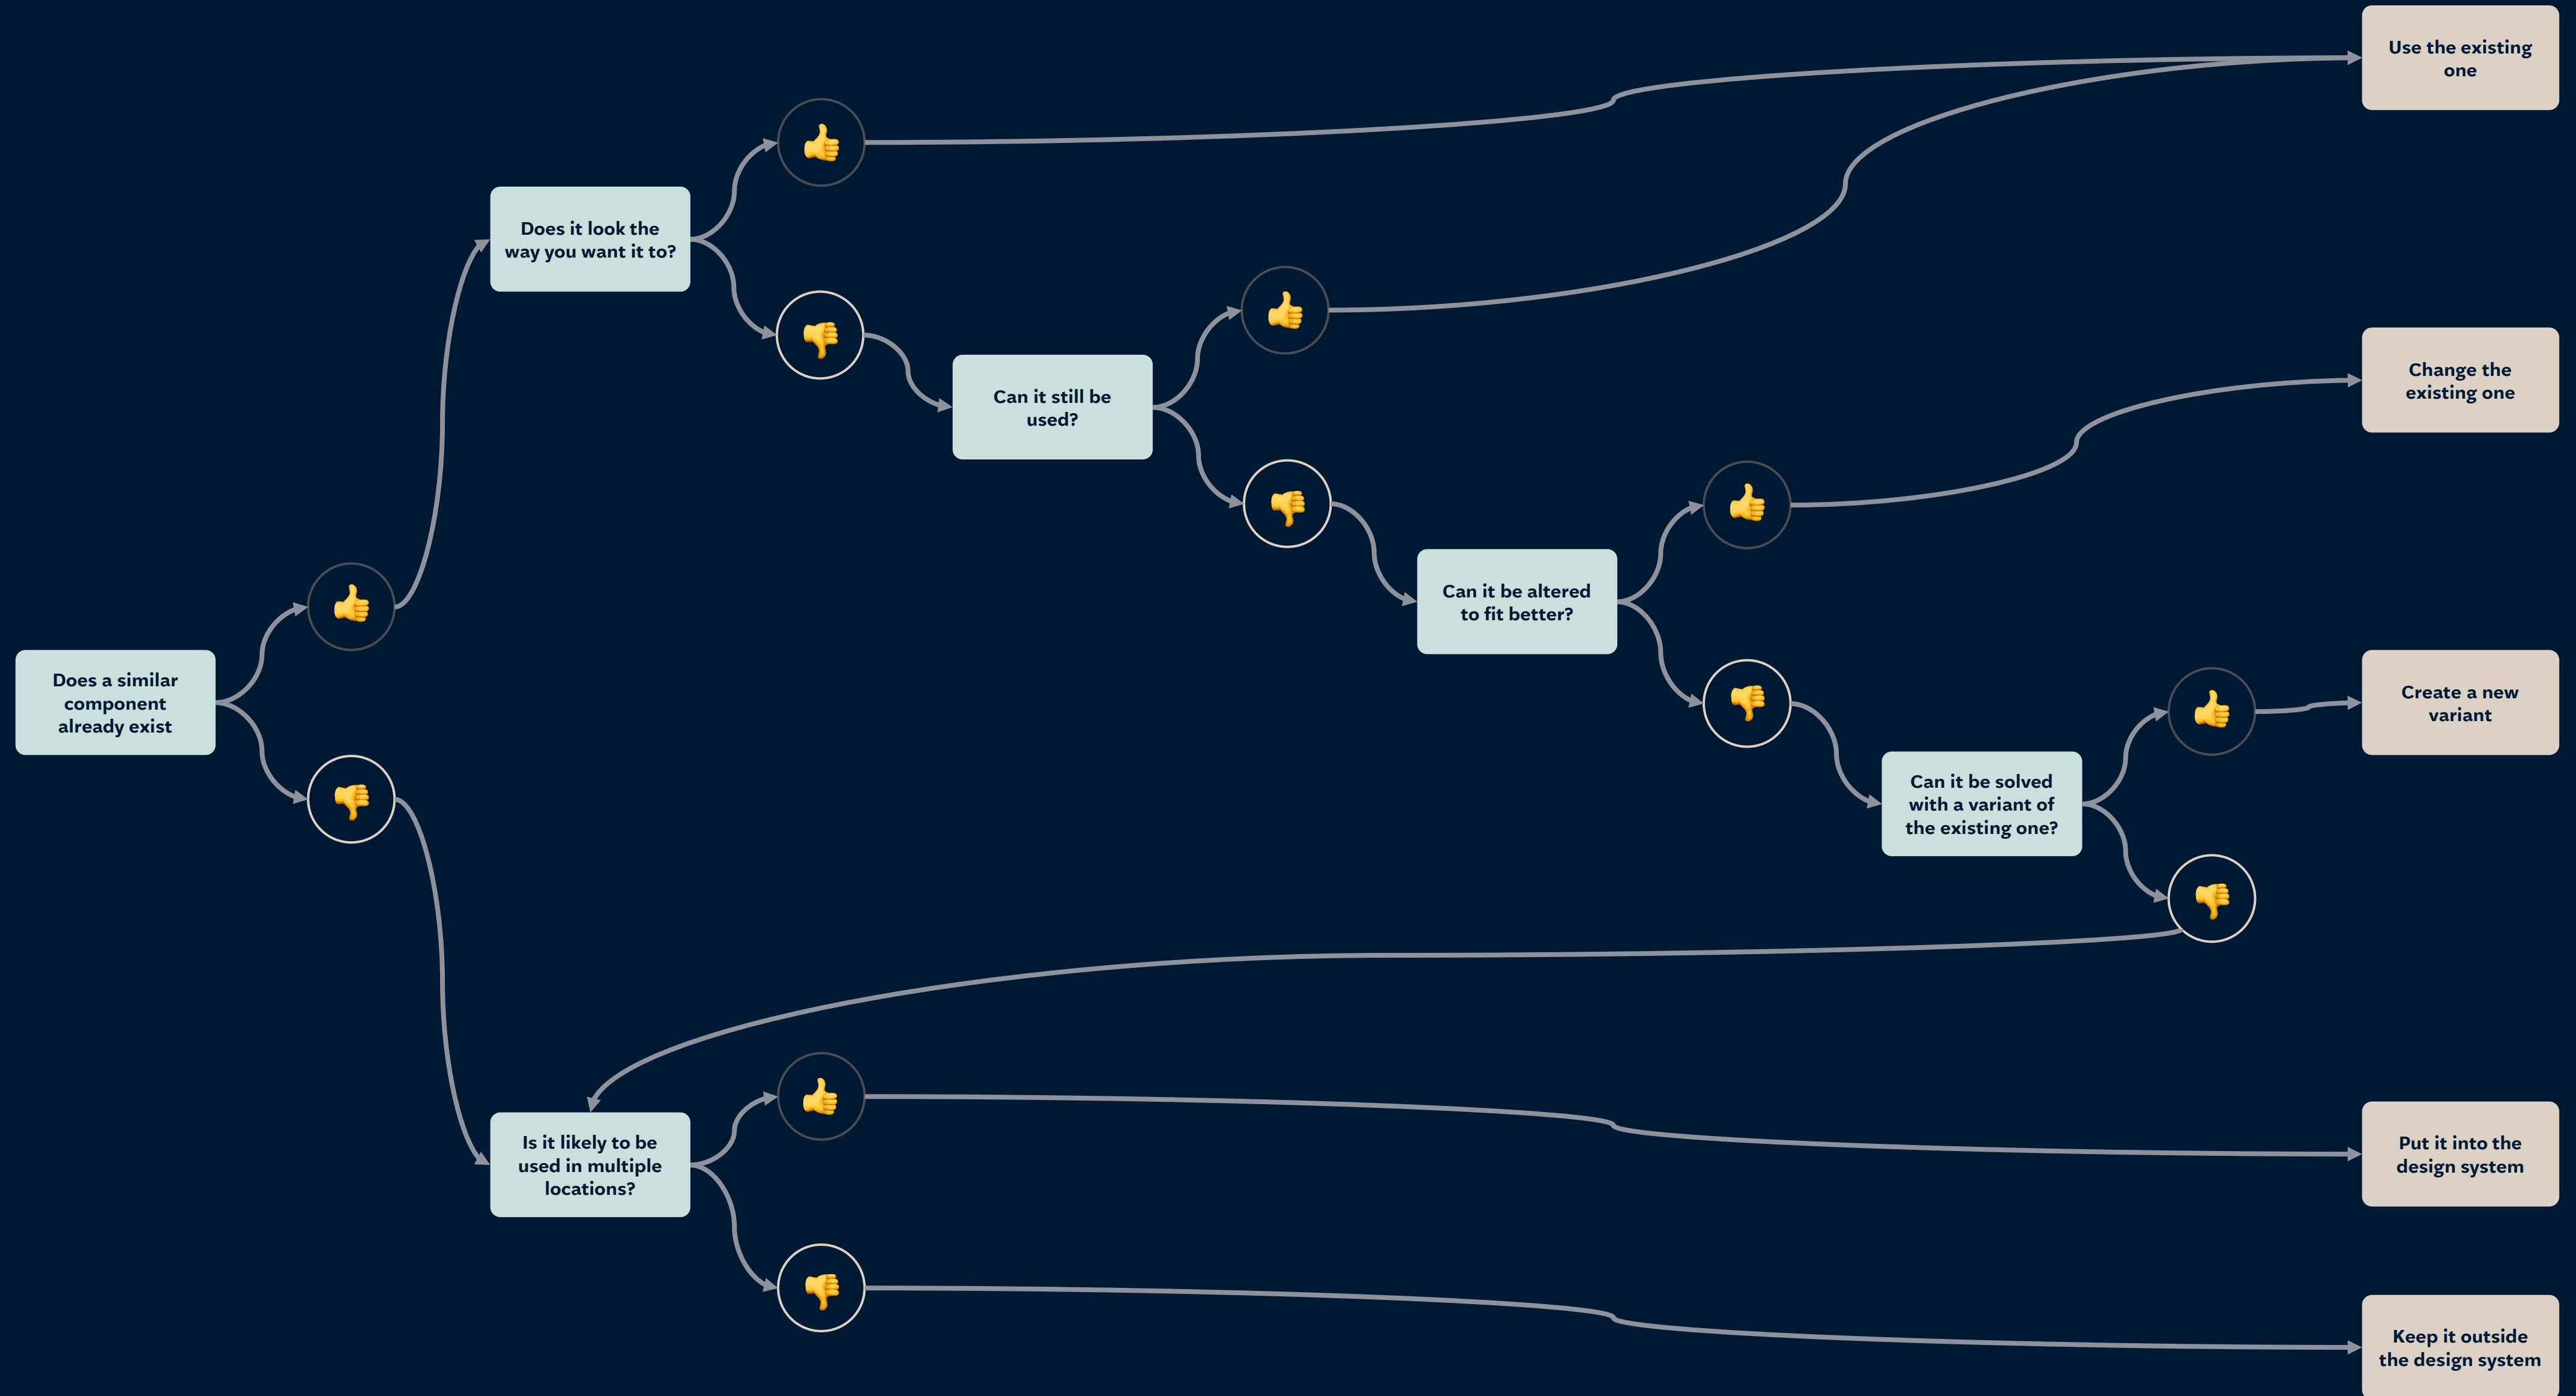 Use the existing
one
Does it look the
way you want it to?
Can it still be
used?
Change the
existing one
Can it be altered
to fit better?
Does a similar
component
already exist
Create a new
variant
Can it be solved
with a variant of
the existing one?
Is it likely to be
used in multiple
locations?
Put it into the
design system
Keep it outside
the design system